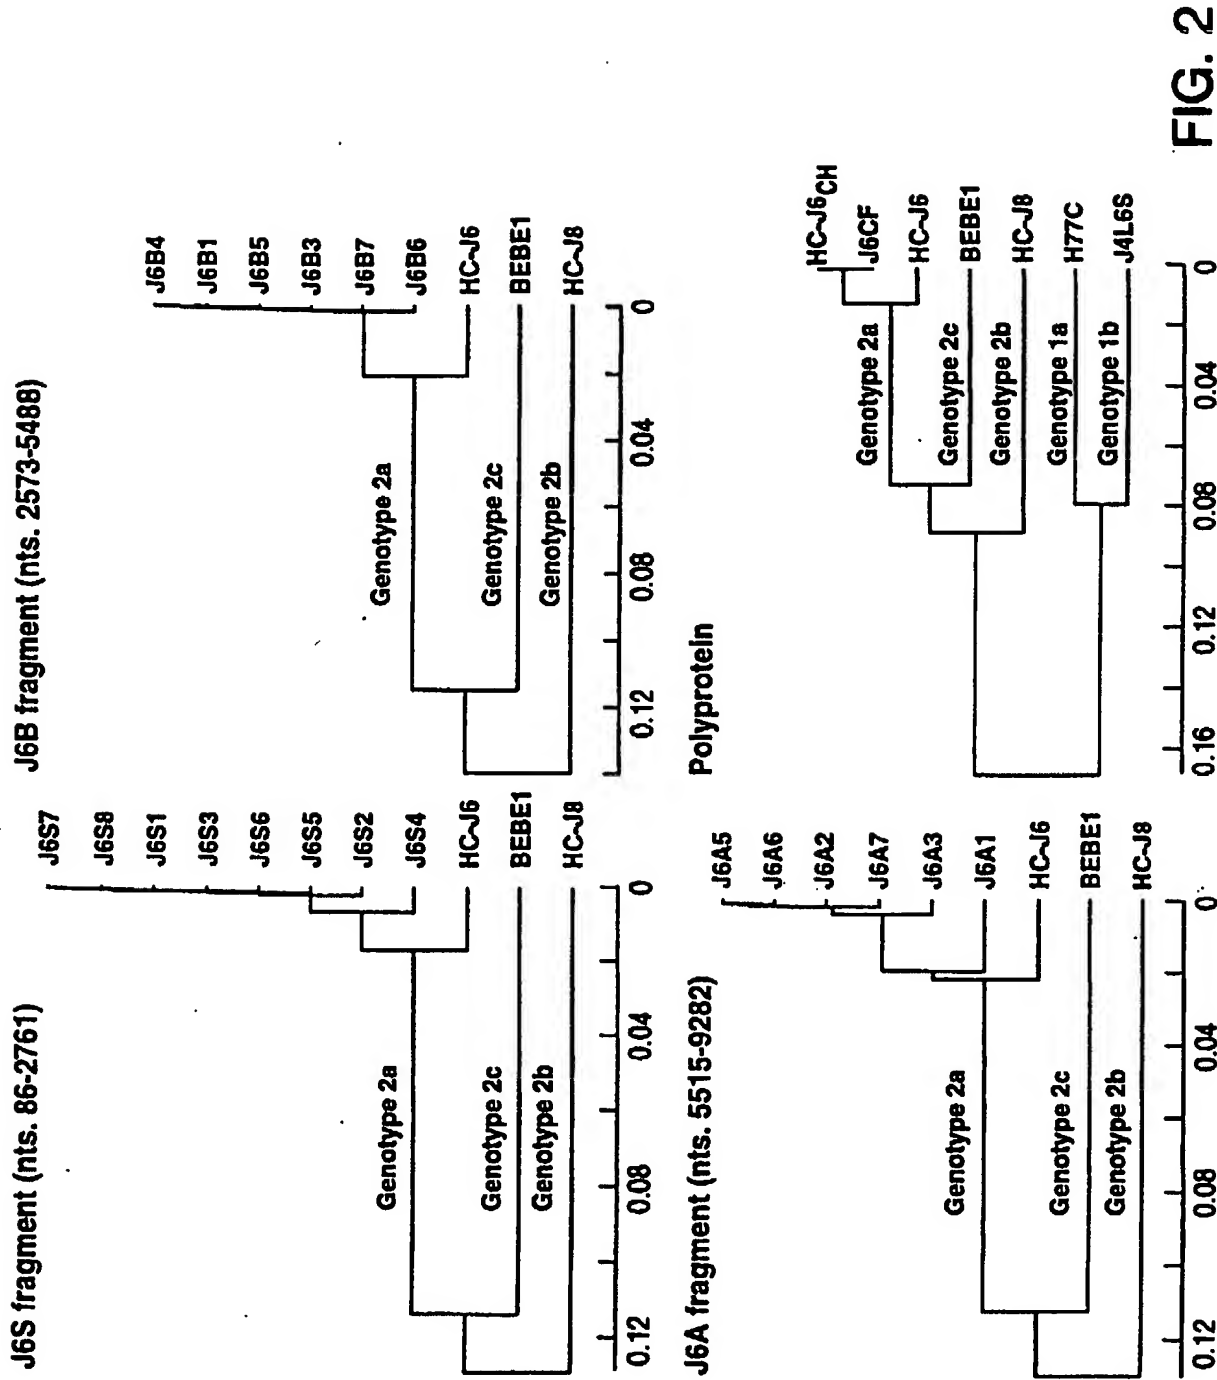 J6S fragment (nts. 86-2761)
J6S7
J6S8
J6S1
J6S3
J6S6
J6S5
J6S2
J6S4
HC-J6
BEBE1
HC-J8
Genotype 2a
Genotype 2c
Genotype 2b
0.12
0.08
0.04
0
J6B fragment (nts. 2573-5488)
J6B4
J6B1
J6B5
J6B3
J6B7
J6B6
HC-J6
BEBE1
HC-J8
Genotype 2a
Genotype 2c
Genotype 2b
0.12
0.08
0.04
0
J6A fragment (nts. 5515-9282)
J6A5
J6A6
J6A2
J6A7
J6A3
J6A1
HC-J6
BEBE1
HC-J8
Genotype 2a
Genotype 2c
Genotype 2b
0.12
0.08
0.04
0
Polyprotein
HC-J6CH
J6CF
HC-J6
BEBE1
HC-J8
H77C
J4L6S
Genotype 2a
Genotype 2c
Genotype 2b
Genotype 1a
Genotype 1b
0.16
0.12
0.08
0.04
0
FIG. 2